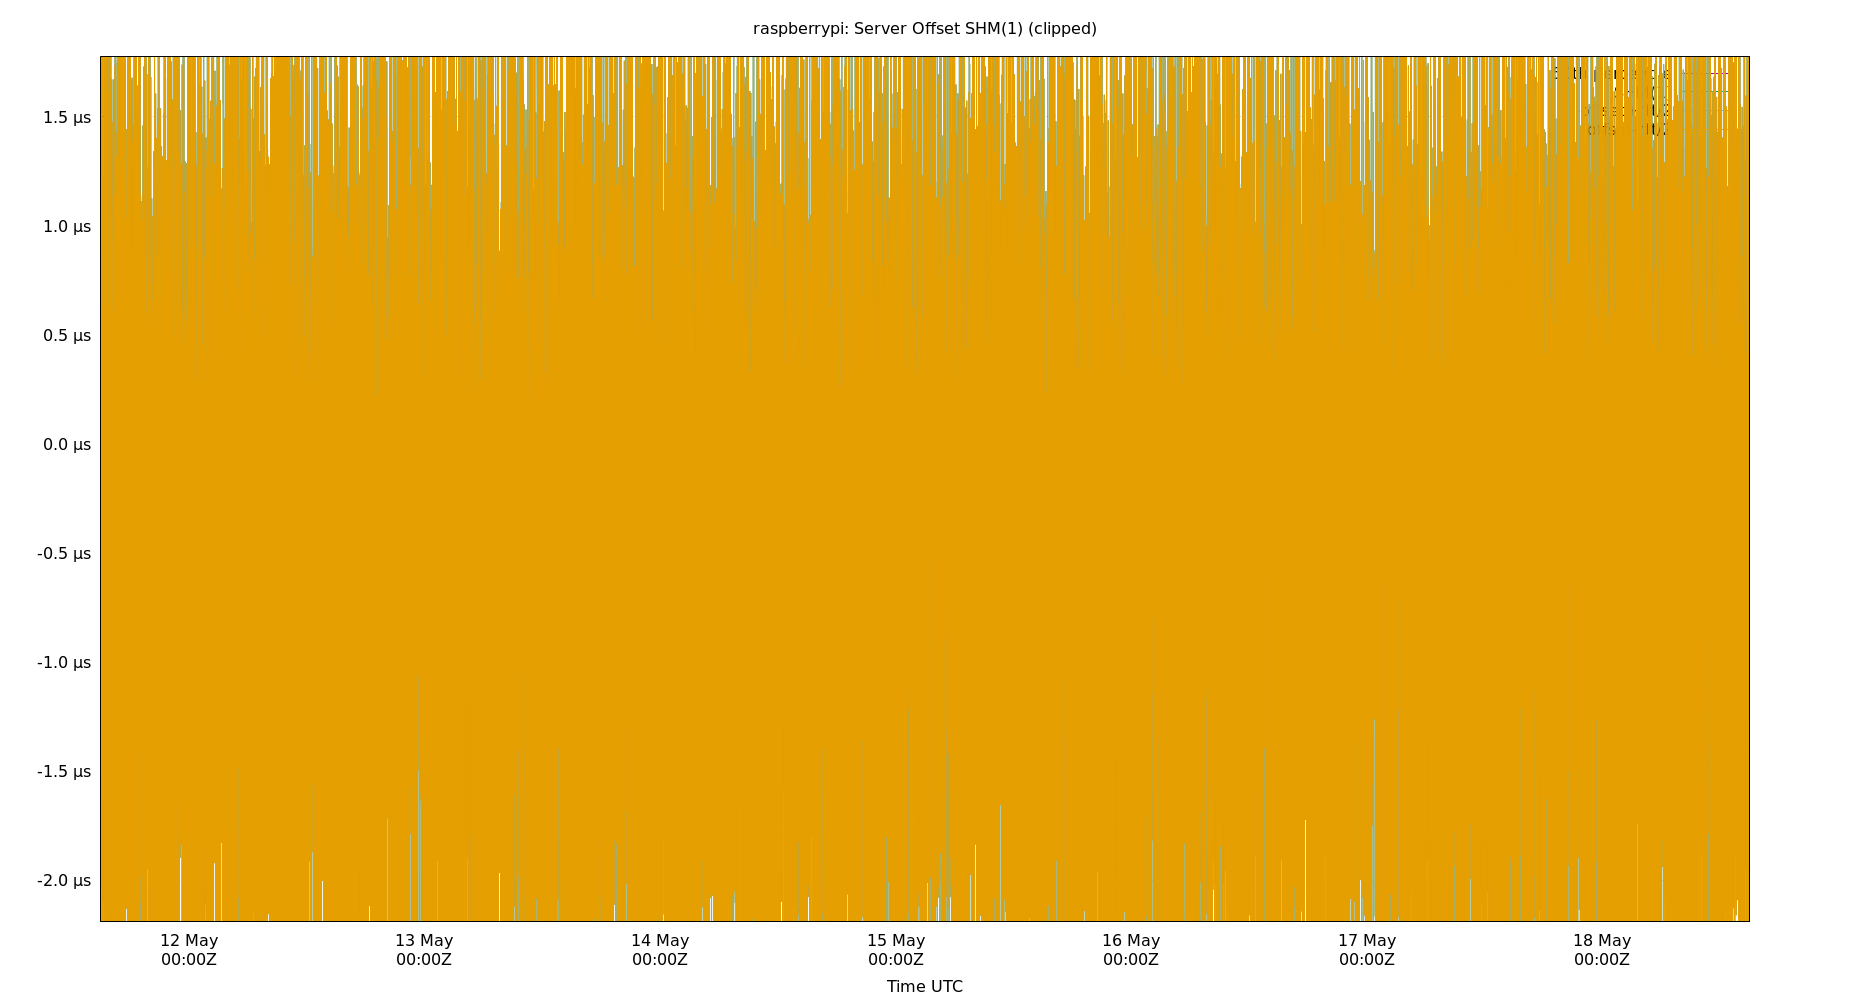 raspberrypi: Server Offset SHM(1) (clipped)
1.5 µs
1.0 µs
0.5 µs
0.0 µs
-0.5 µs
-1.0 µs
-1.5 µs
-2.0 µs
12 May 13 May 14 May 15 May 16 May 17 May 18 May
00:00Z 00:00Z 00:00Z 00:00Z 00:00Z 00:00Z 00:00Z
Time UTC